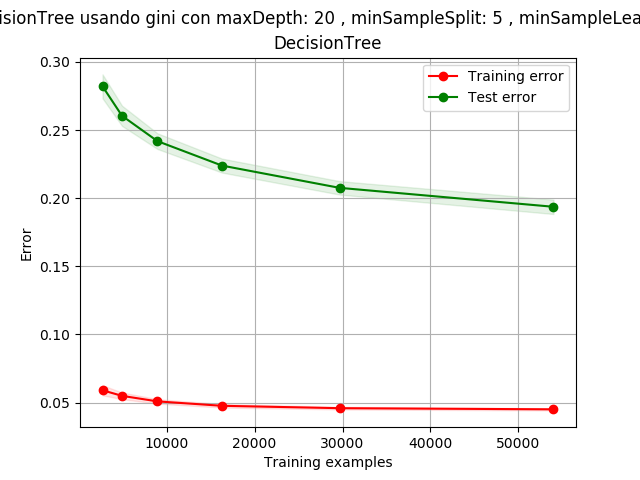 isionTree usando gini con maxDepth: 20 , minSampleSplit: 5 , minSampleLea
DecisionTree
0.30
0.25
0.20
0.15
0.10
0.05
Error
Training error
Test error
10000 20000 30000 40000 50000
Training examples